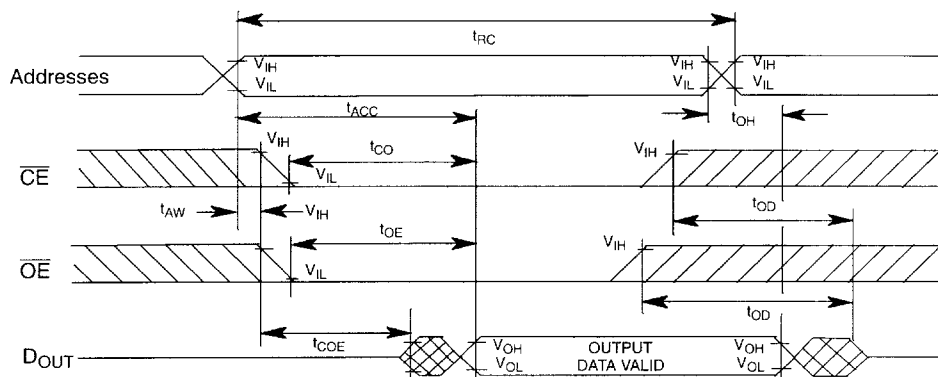 tRC
Addresses
VIH
VIL
VIH
VIL
VIH
VIL
tACC
tOH
CE
VIH
tCO
VIL
VIH
tAW
VIH
tOD
OE
tOE
VIL
VIH
tOD
tCOE
DOUT
VOH
VOL
OUTPUT
DATA VALID
VOH
VOL